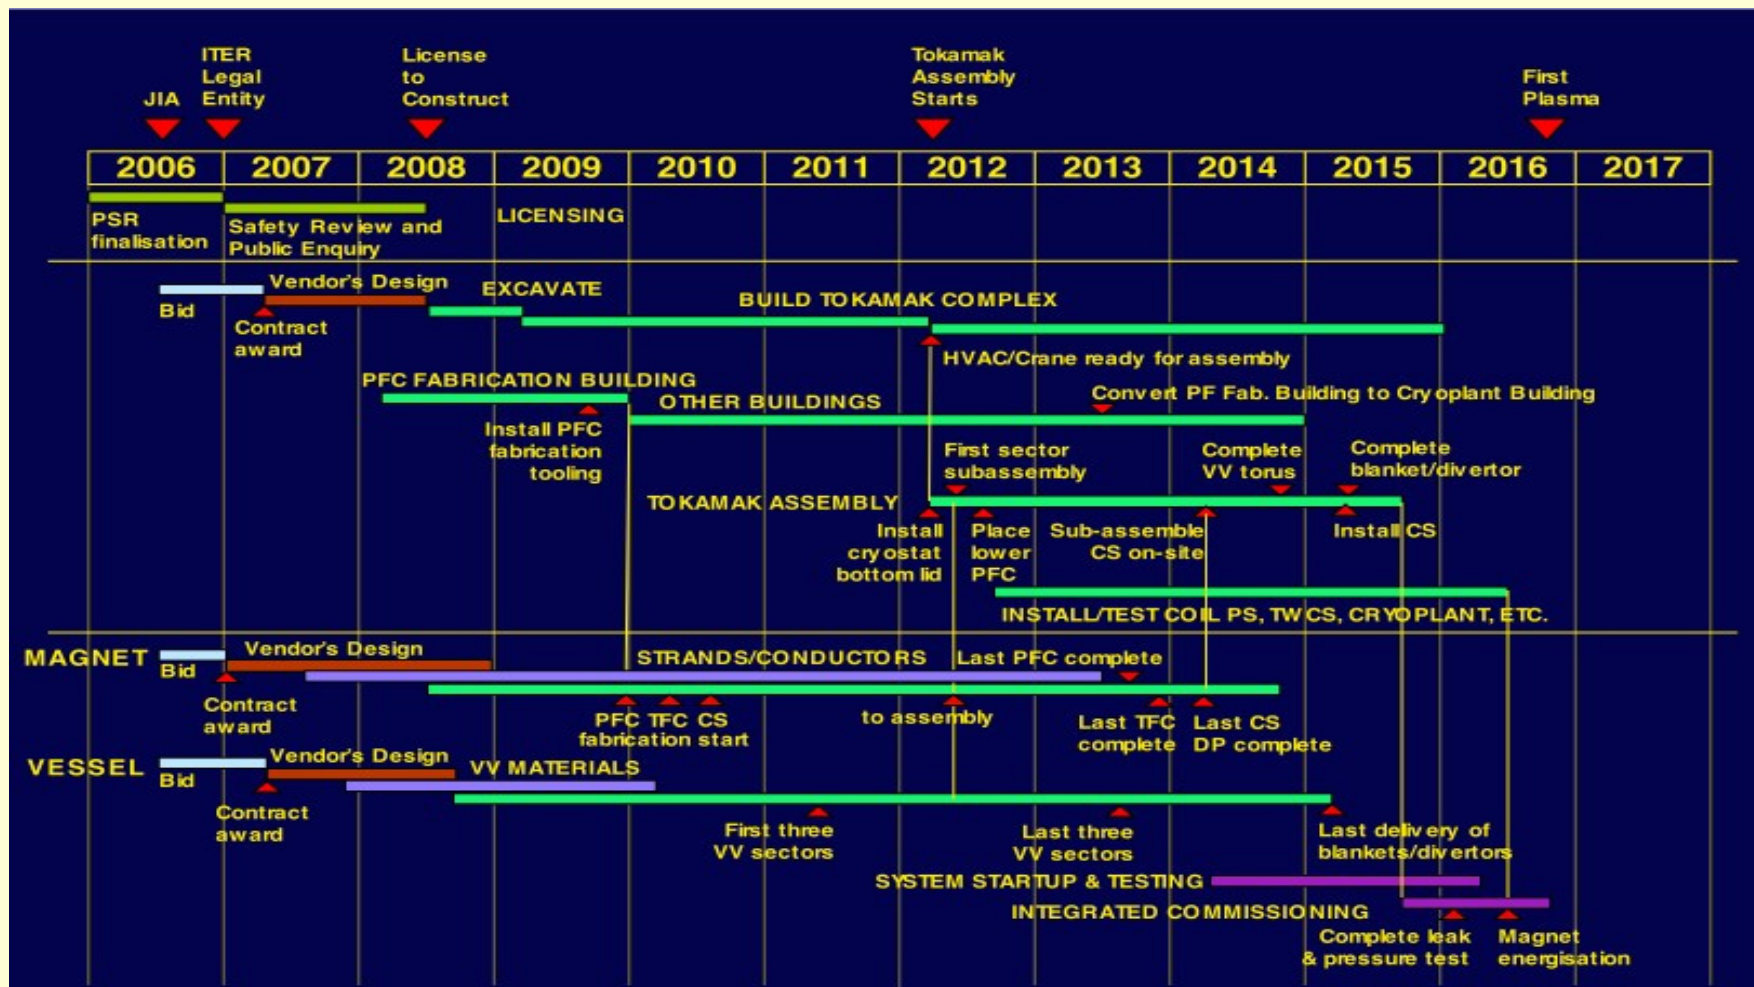 JIA
ITER
Legal
Entity
License
to
Construct
Tokamak
Assembly
Starts
First
Plasma
2006 2007 2008 2009 2010 2011 2012 2013 2014 2015 2016 2017
PSR
finalisation
Safety Review and
Public Enquiry
LICENSING
Bid
Vendor's Design
Contract
award
EXCAVATE
BUILD TOKAMAK COMPLEX
HVAC/Crane ready for assembly
PFC FABRICATION BUILDING
Install PFC
fabrication
tooling
OTHER BUILDINGS
Convert PF Fab. Building to Cryoplant Building
First sector
subassembly
Complete
VV torus
Complete
blanket/divertor
TOKAMAK ASSEMBLY
Install
cryostat
bottom lid
Place
lower
PFC
Sub-assemble
CS on-site
Install CS
INSTALL/TEST COIL PS, TWCS, CRYOPLANT, ETC.
MAGNET
Bid
Vendor's Design
Contract
award
STRANDS/CONDUCTORS
Last PFC complete
PFC TFC CS
fabrication start
to assembly
Last TFC
complete
Last CS
DP complete
VESSEL
Bid
Vendor's Design
Contract
award
VV MATERIALS
First three
VV sectors
Last three
VV sectors
Last delivery of
blankets/divertors
SYSTEM STARTUP & TESTING
INTEGRATED COMMISSIONING
Complete leak
& pressure test
Magnet
energisation